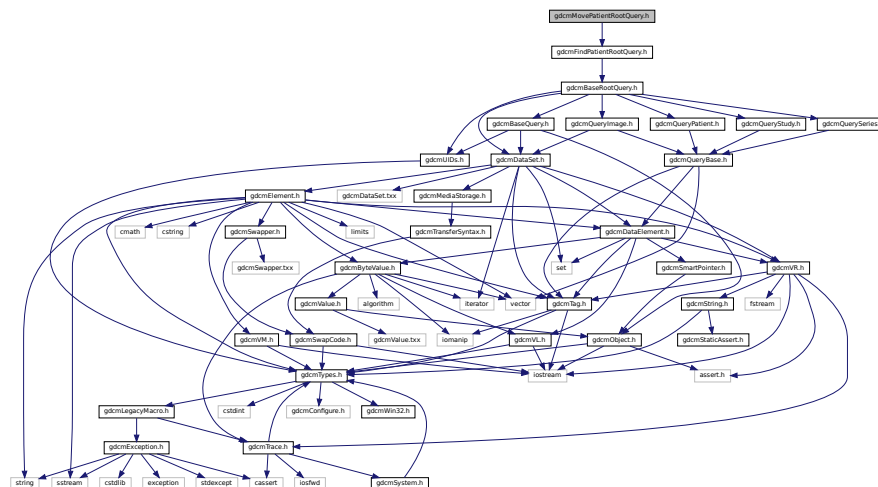 gdcmMovePatientRootQuery.h
gdcmFindPatientRootQuery.h
gdcmBaseRootQuery.h
gdcmBaseQuery.h gdcmQueryImage.h gdcmQueryPatient.h gdcmQueryStudy.h gdcmQuerySeries
gdcmUIDs.h gdcmDataSet.h gdcmQueryBase.h
gdcmElement.h gdcmDataSet.txx gdcmMediaStorage.h
cmath cstring gdcmSwapper.h limits gdcmTransferSyntax.h gdcmDataElement.h
gdcmSwapper.txx gdcmByteValue.h set gdcmSmartPointer.h gdcmVR.h
gdcmValue.h algorithm iterator vector gdcmTag.h gdcmString.h fstream
gdcmVM.h gdcmSwapCode.h gdcmValue.txx iomanip gdcmVL.h gdcmObject.h gdcmStaticAssert.h
gdcmTypes.h iostream assert.h
gdcmLegacyMacro.h cstdint gdcmConfigure.h gdcmWin32.h
gdcmException.h gdcmTrace.h
string sstream cstdlib exception stdexcept cassert iosfwd gdcmSystem.h